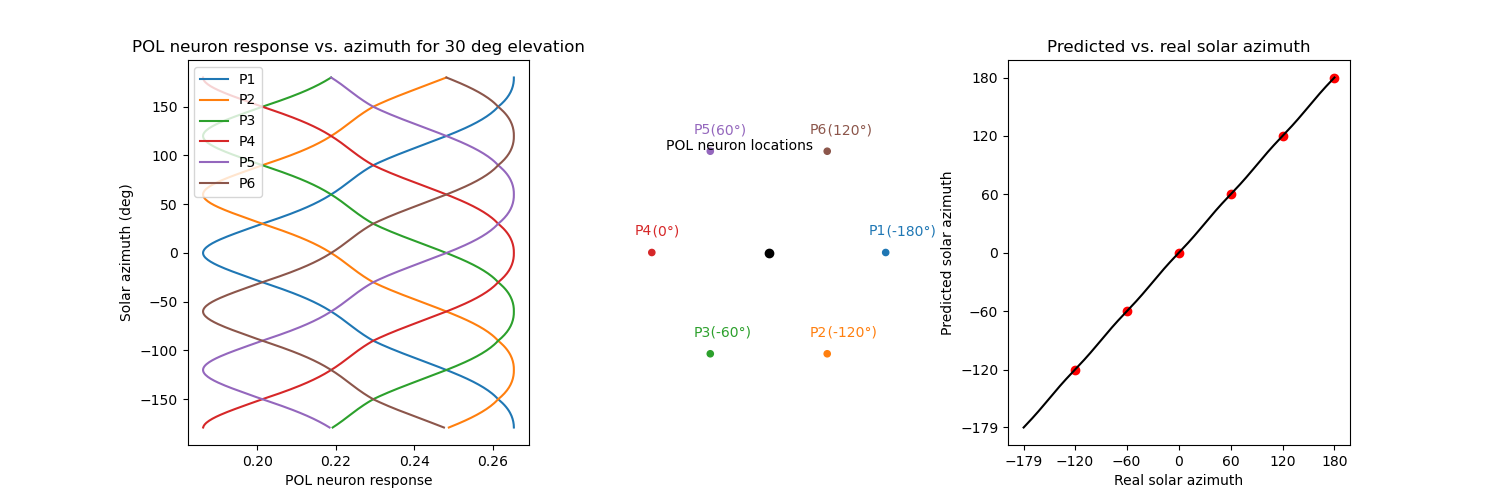 POL neuron response vs. azimuth for 30 deg elevation
P1
P2
P3
P4
P5
P6
150
100
50
0
−50
−100
−150
Solar azimuth (deg)
0.20 0.22 0.24 0.26
POL neuron response
P5(60°) P6(120°)
POL neuron locations
P4(0°) P1(-180°)
P3(-60°) P2(-120°)
Predicted vs. real solar azimuth
180
120
60
0
−60
−120
−179
Predicted solar azimuth
−179 −120 −60 0 60 120 180
Real solar azimuth